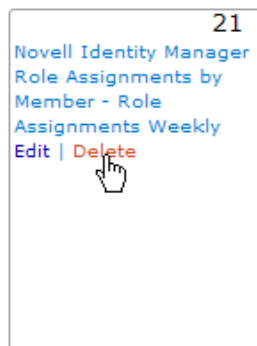 21
Novell Identity Manager
Role Assignments by
Member - Role
Assignments Weekly
Edit | Delete